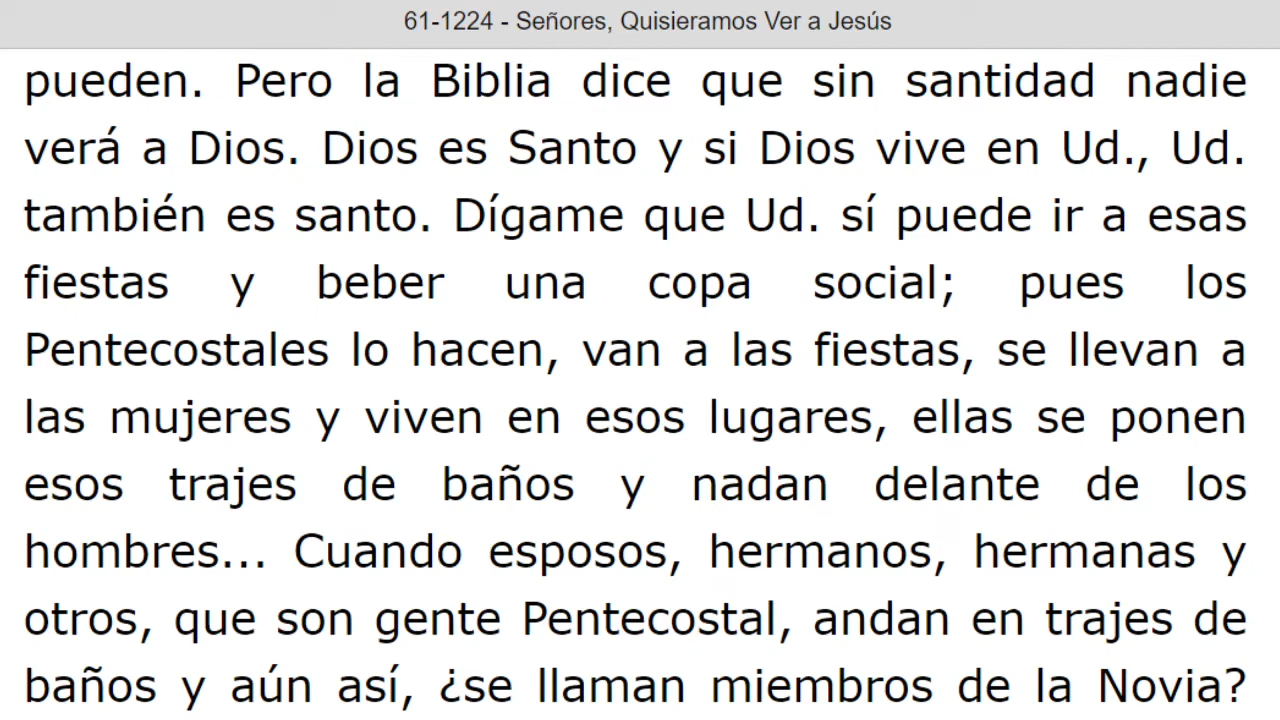 61-1224 - Señores, Quisieramos Ver a Jesús
pueden. Pero la Biblia dice que sin santidad nadie
verá a Dios. Dios es Santo y si Dios vive en Ud., Ud.
también es santo. Dígame que Ud. sí puede ir a esas
fiestas y beber una copa social; pues los
Pentecostales lo hacen, van a las fiestas, se llevan a
las mujeres y viven en esos lugares, ellas se ponen
esos trajes de baños y nadan delante de los
hombres... Cuando esposos, hermanos, hermanas y
otros, que son gente Pentecostal, andan en trajes de
baños y aún así, ¿se llaman miembros de la Novia?